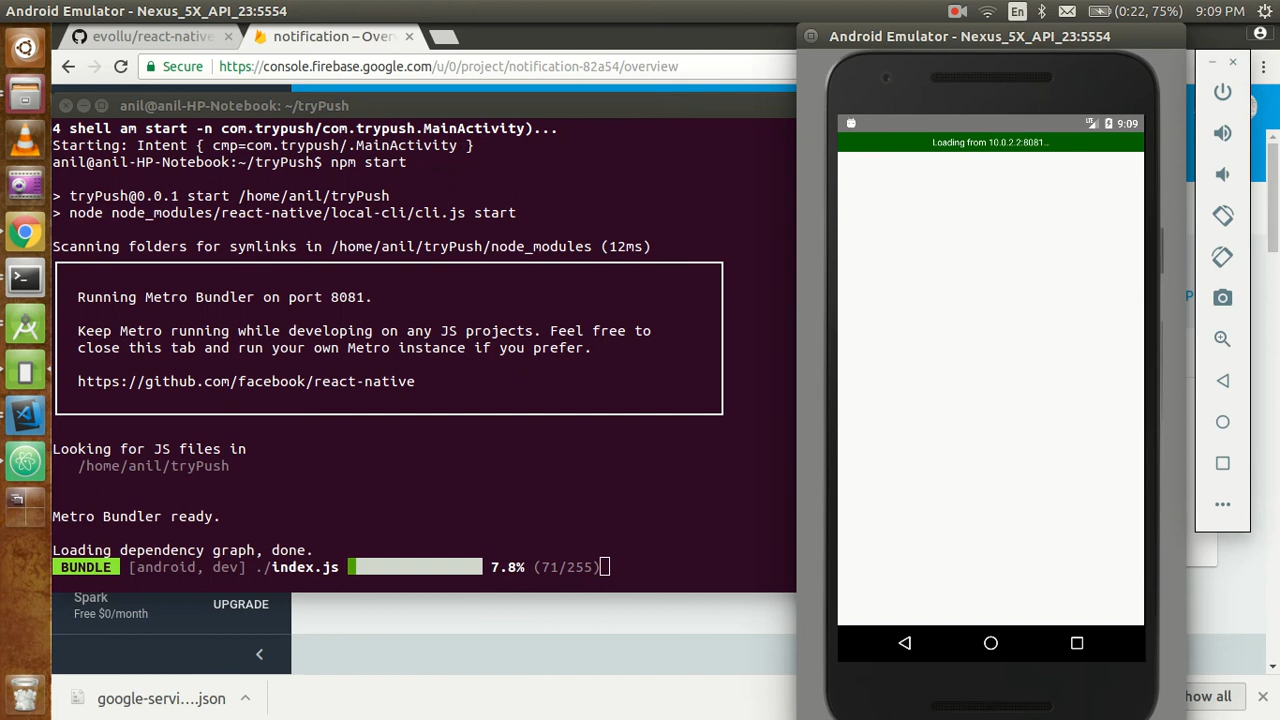 Android Emulator - Nexus_5X_API_23:5554
En
(0:22, 75%)
9:09 PM
evollu/react-native
notification – Over
Secure
https://console.firebase.google.com/u/0/project/notification-82a54/overview
anil@anil-HP-Notebook: ~/tryPush
4 shell am start -n com.trypush/com.trypush.MainActivity)...
Starting: Intent { cmp=com.trypush/.MainActivity }
anil@anil-HP-Notebook:~/tryPush$ npm start
> tryPush@0.0.1 start /home/anil/tryPush
> node node_modules/react-native/local-cli/cli.js start
Scanning folders for symlinks in /home/anil/tryPush/node_modules (12ms)
Running Metro Bundler on port 8081.
Keep Metro running while developing on any JS projects. Feel free to
close this tab and run your own Metro instance if you prefer.
https://github.com/facebook/react-native
Looking for JS files in
/home/anil/tryPush
Metro Bundler ready.
Loading dependency graph, done.
BUNDLE [android, dev] ./index.js 7.8% (71/255)
Spark
Free $0/month
UPGRADE
google-servi....json
Android Emulator - Nexus_5X_API_23:5554
LTE
9:09
Loading from 10.0.2.2:8081...
P
how all